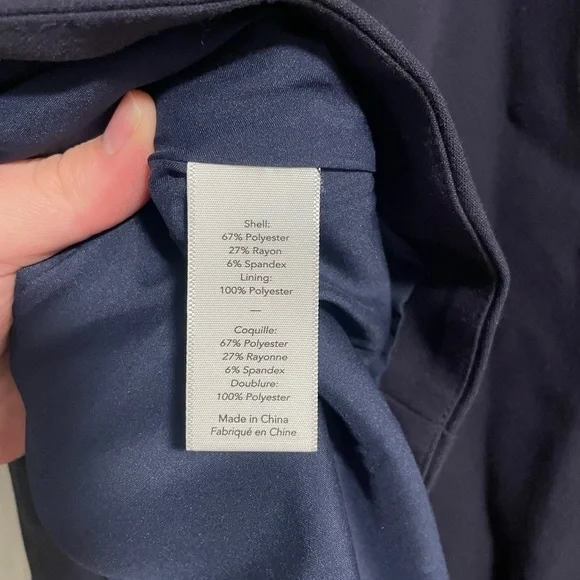 Shell:
67% Polyester
27% Rayon
6% Spandex
Lining:
100% Polyester
—
Coquille:
67% Polyester
27% Rayonne
6% Spandex
Doublure:
100% Polyester
Made in China
Fabriqué en Chine